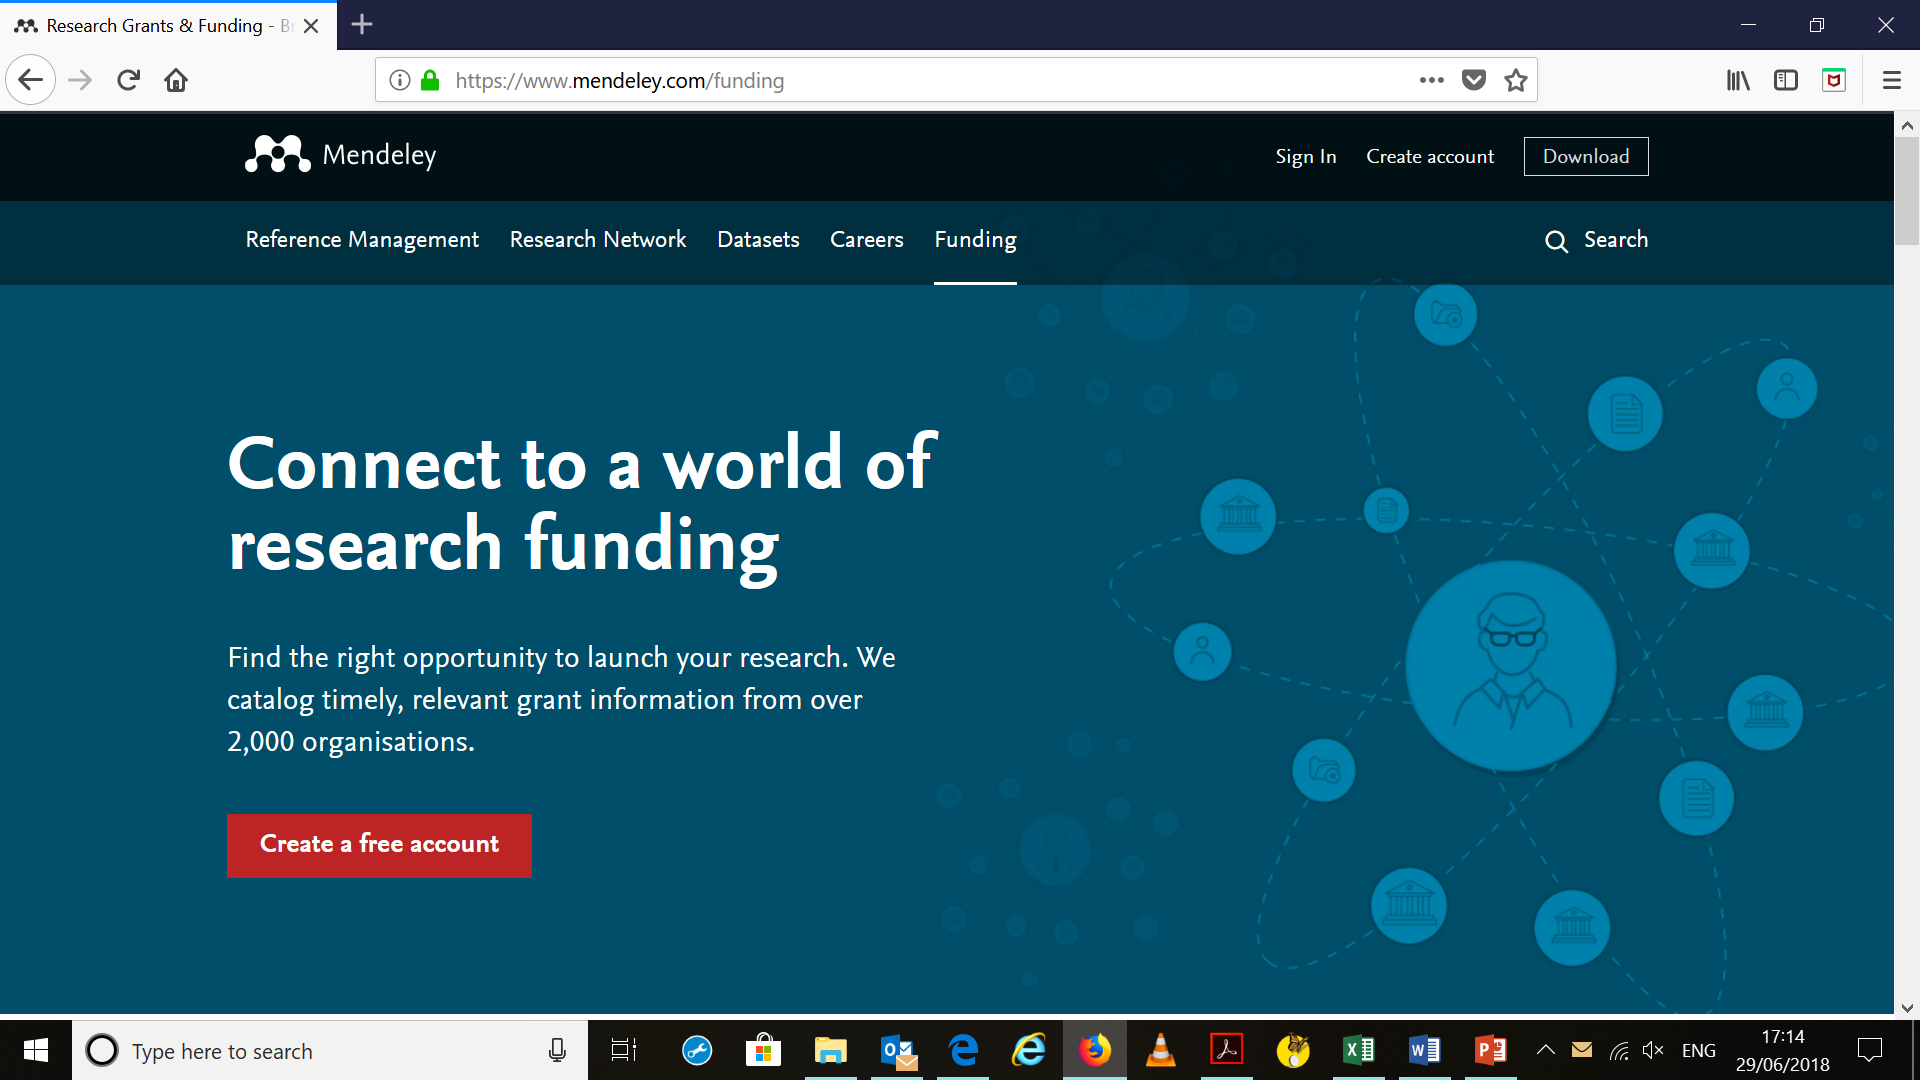 Research Grants & Funding - B
https://www.mendeley.com/funding
Mendeley
Sign In
Create account
Download
Reference Management
Research Network
Datasets
Careers
Funding
Search
Connect to a world of
research funding
Find the right opportunity to launch your research. We
catalog timely, relevant grant information from over
2,000 organisations.
Create a free account
Type here to search
ENG
17:14
29/06/2018